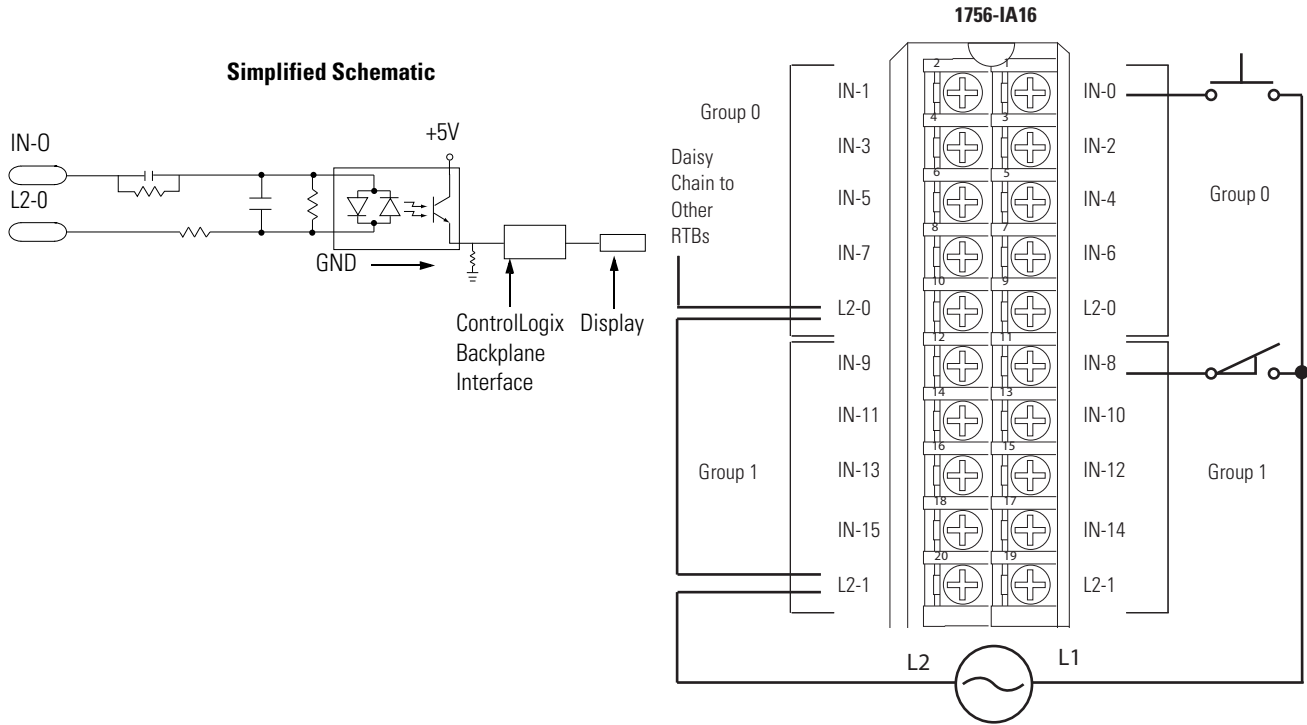 1756-IA16
Simplified Schematic
IN-O
L2-0
+5V
GND
ControlLogix
Backplane
Interface
Display
Group 0
Daisy
Chain to
Other
RTBs
Group 1
IN-1
IN-3
IN-5
IN-7
L2-0
IN-9
IN-11
IN-13
IN-15
L2-1
2 1
4 3
6 5
8 7
10 9
12 11
14 13
16 15
18 17
20 19
IN-0
IN-2
IN-4
IN-6
L2-0
IN-8
IN-10
IN-12
IN-14
L2-1
Group 0
Group 1
L2
L1